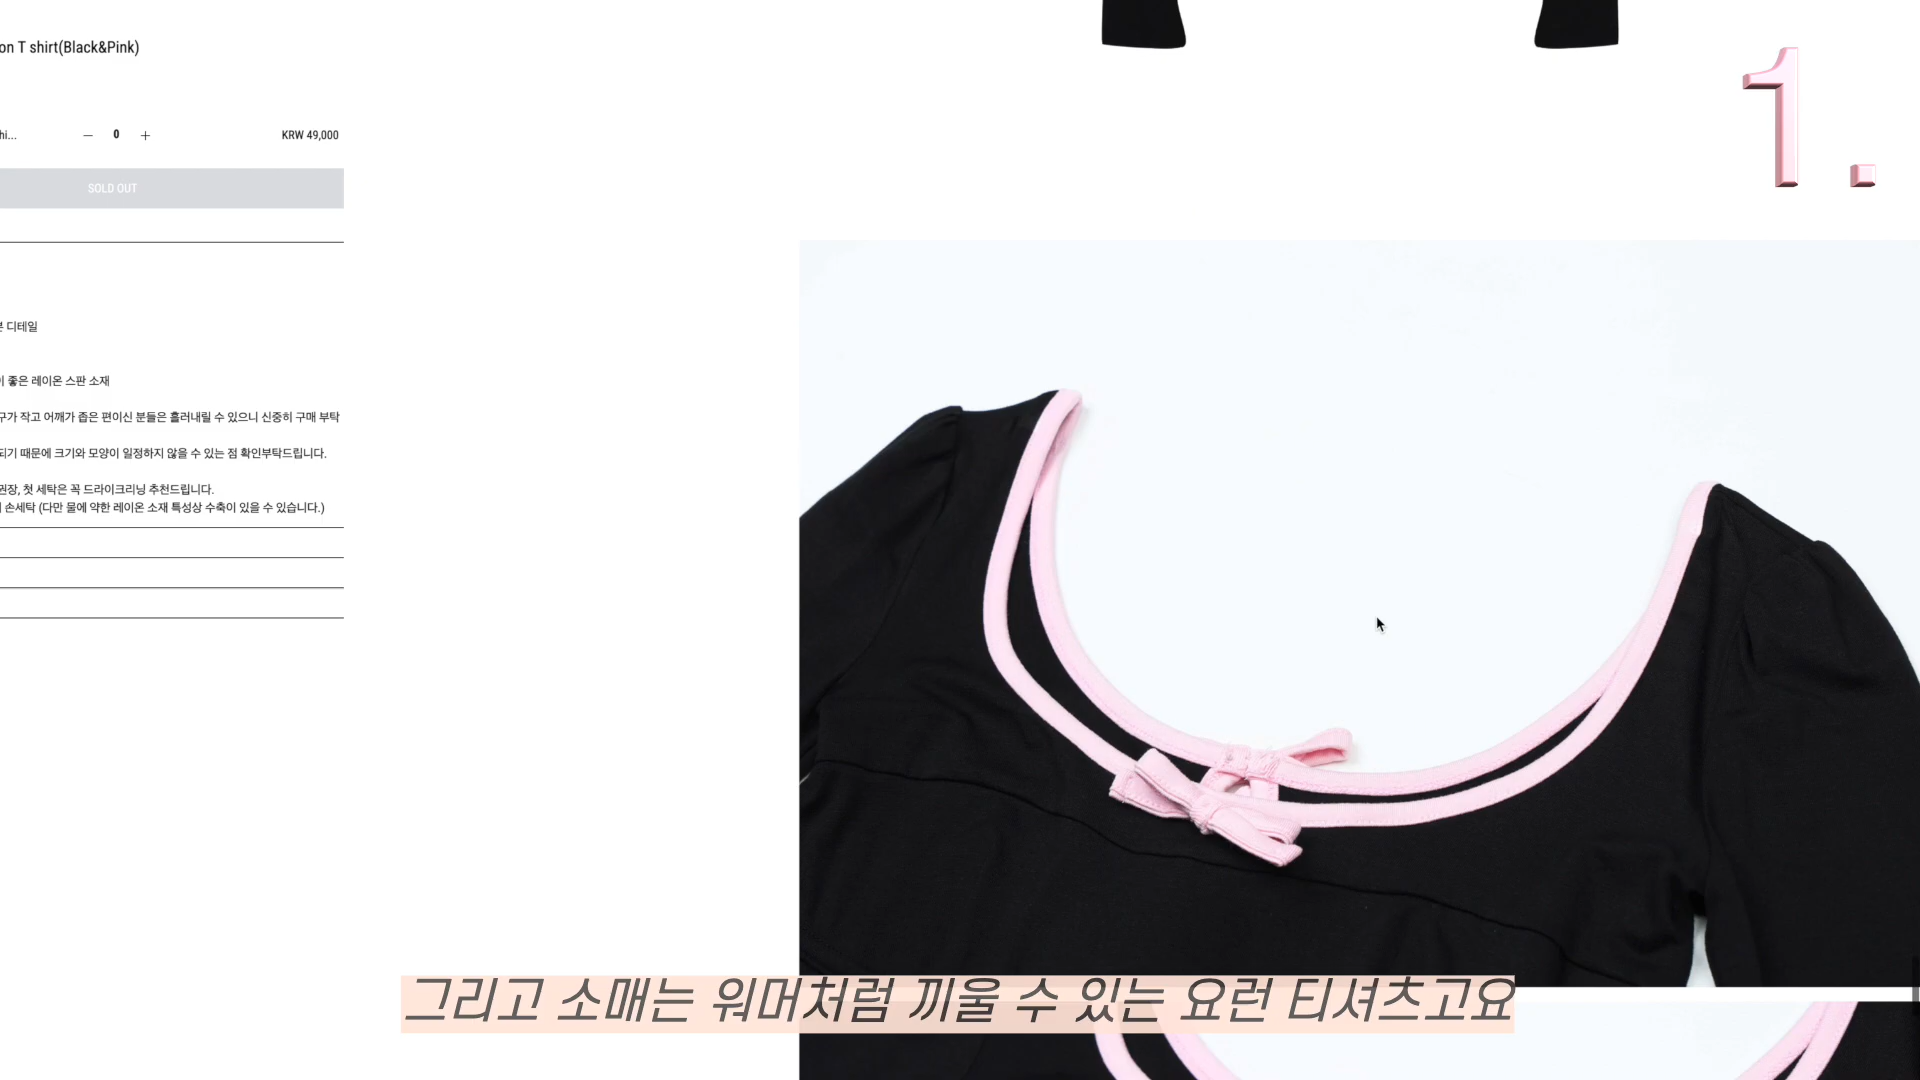 on T shirt(Black&Pink)
hi... — 0 + KRW 49,000
SOLD OUT
디테일
좋은 레이온 스판 소재
구가 작고 어깨가 좁은 편이신 분들은 흘러내릴 수 있으니 신중히 구매 부탁
되기 때문에 크기와 모양이 일정하지 않을 수 있는 점 확인부탁드립니다.
권장, 첫 세탁은 꼭 드라이크리닝 추천드립니다.
손세탁 (다만 물에 약한 레이온 소재 특성상 수축이 있을 수 있습니다.)
1.
그리고 소매는 워머처럼 끼울 수 있는 요런 티셔츠고요